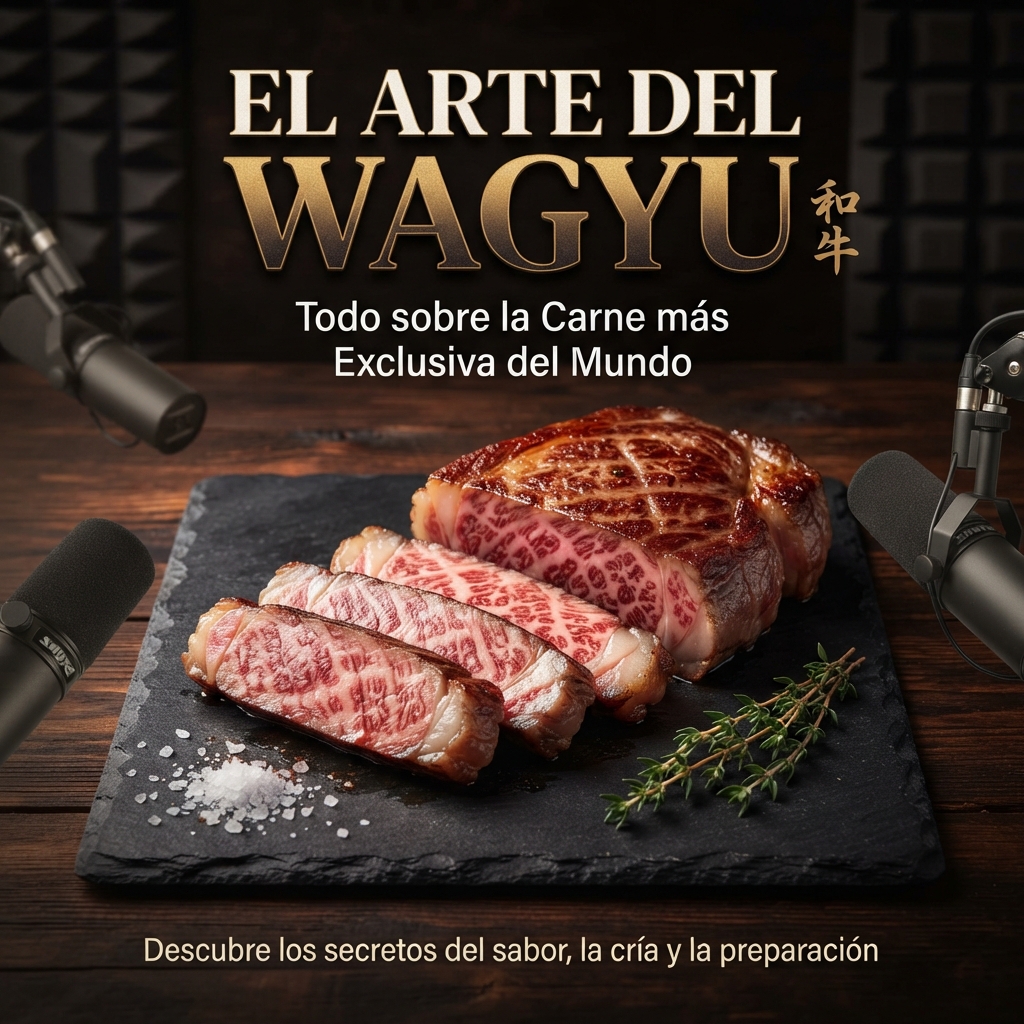 EL ARTE DEL
WAGYU
和牛
Todo sobre la Carne más
Exclusiva del Mundo
Descubre los secretos del sabor, la cría y la preparación